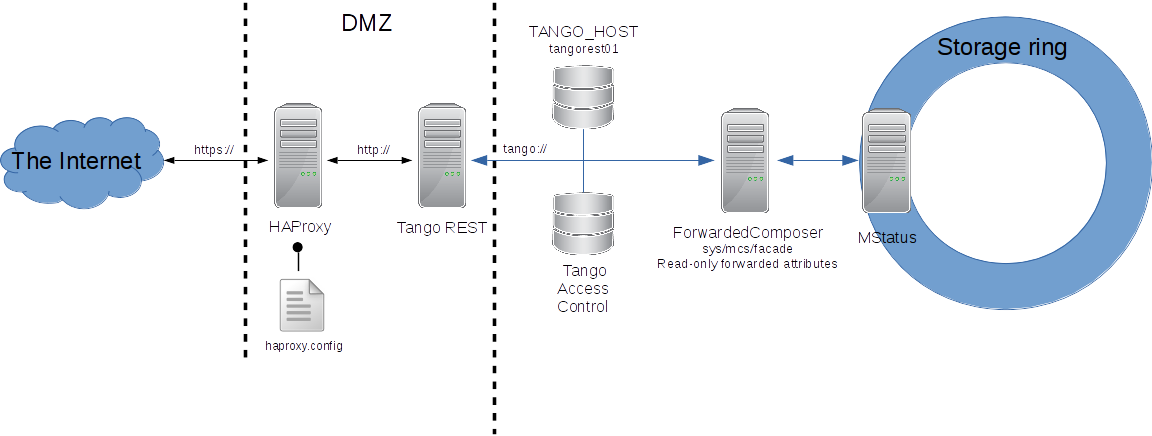 DMZ
TANGO_HOST
tangorest01
Storage ring
The Internet
https://
http://
tango://
HAProxy
Tango REST
ForwardedComposer
sys/mcs/facade
Read-only forwarded attributes
MStatus
Tango
Access
Control
haproxy.config